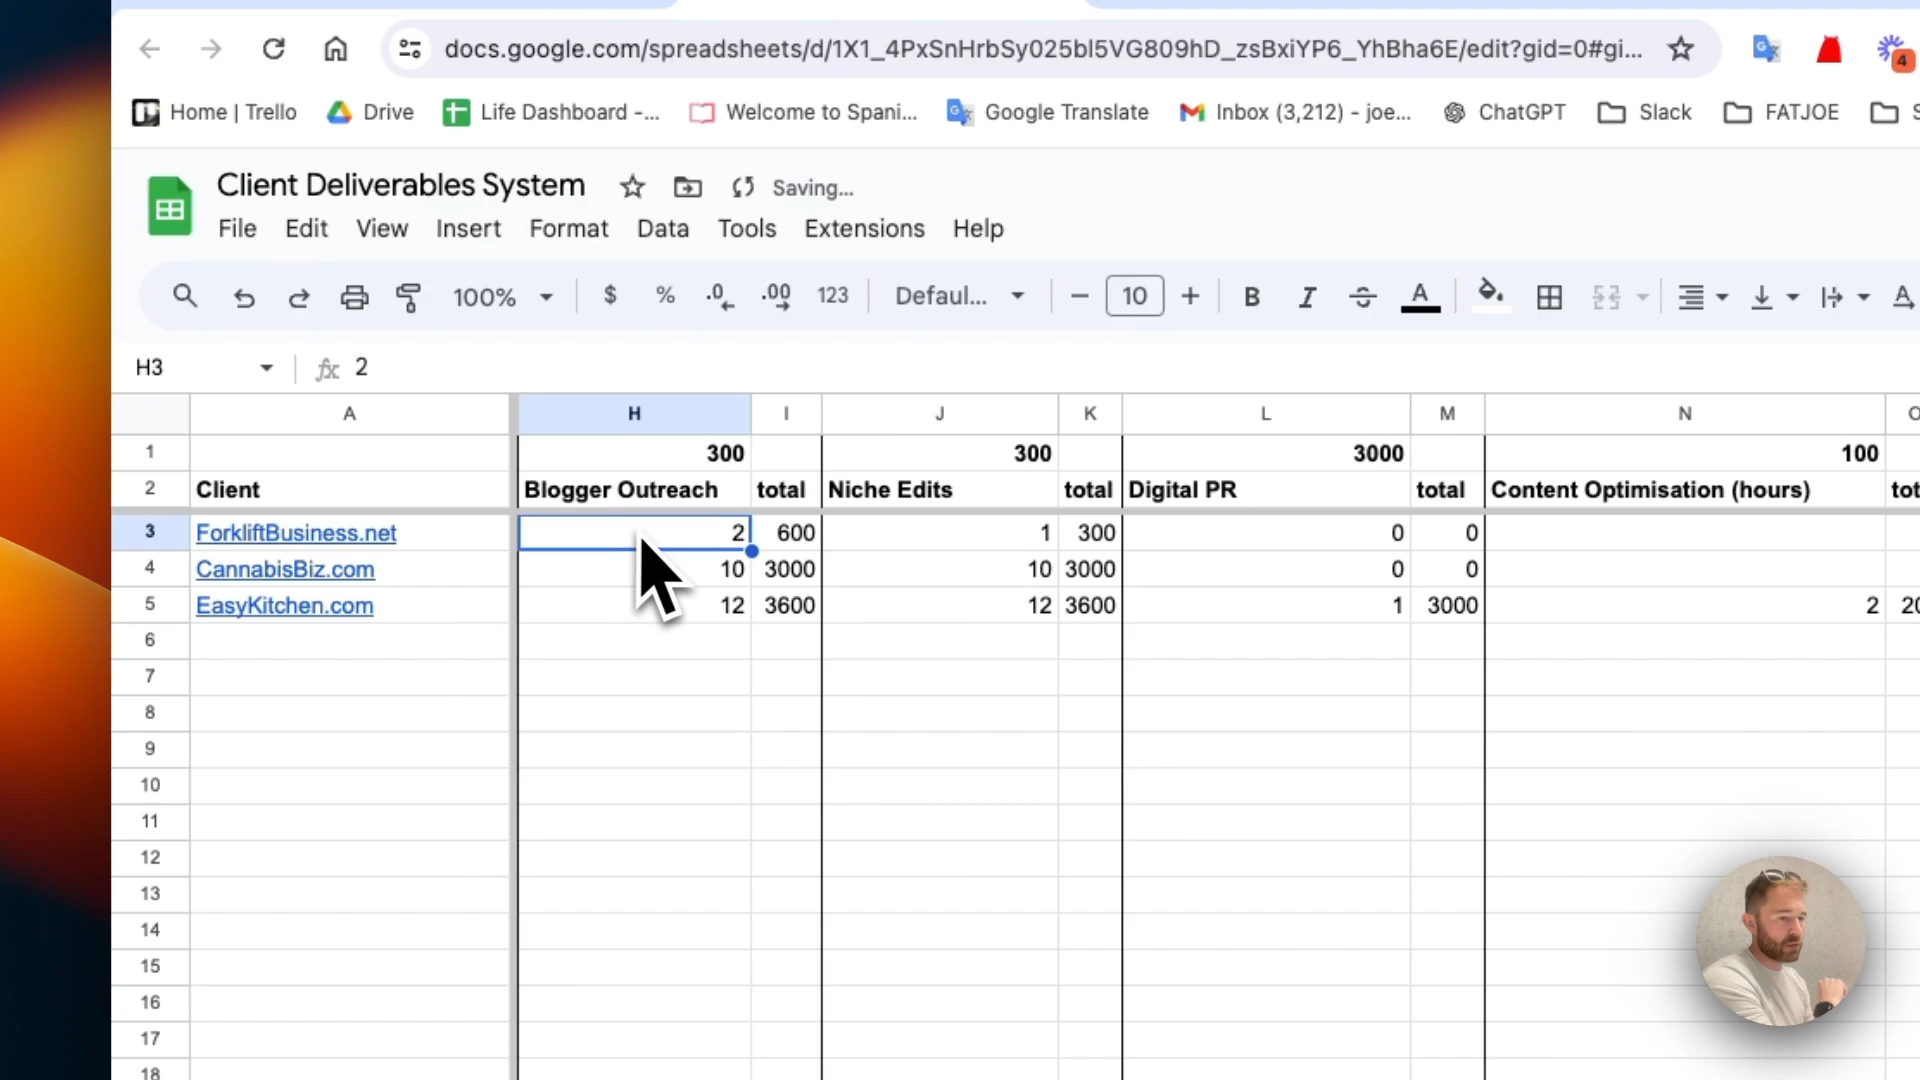 docs.google.com/spreadsheets/d/1X1_4PxSnHrbSy025bl5VG809hD_zsBxiYP6_YhBha6E/edit?gid=0#gi...
4
Home | Trello Drive Life Dashboard -... Welcome to Spani... Google Translate Inbox (3,212) - joe... ChatGPT Slack FATJOE S
Client Deliverables System Saving...
File Edit View Insert Format Data Tools Extensions Help
100% $ % .0 .00 123 Defaul... 10 B I A
H3 fx 2
A H I J K L M N
1 300 300 3000 100
2 Client Blogger Outreach total Niche Edits total Digital PR total Content Optimisation (hours) tot
3 ForkliftBusiness.net 2 600 1 300 0 0
4 CannabisBiz.com 10 3000 10 3000 0 0
5 EasyKitchen.com 12 3600 12 3600 1 3000 2 20
6
7
8
9
10
11
12
13
14
15
16
17
18